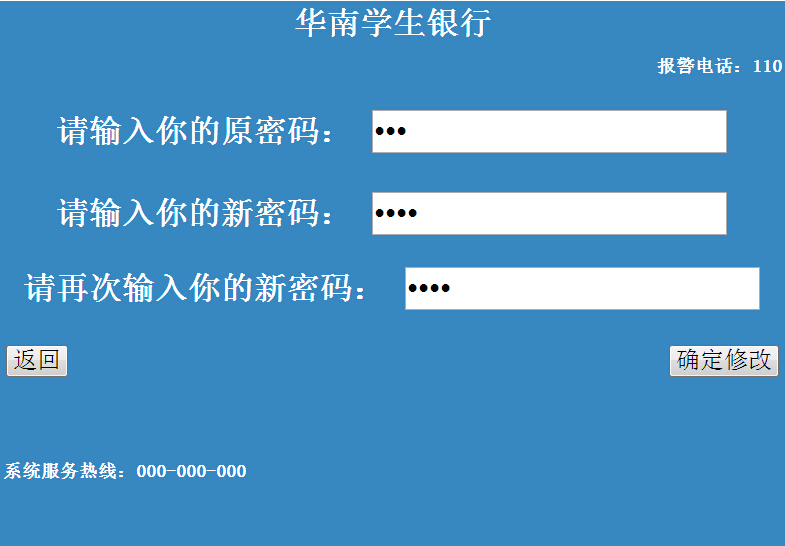 华南学生银行
报警电话：110
请输入你的原密码： •••
请输入你的新密码： ••••
请再次输入你的新密码： ••••
返回 确定修改
系统服务热线：000-000-000